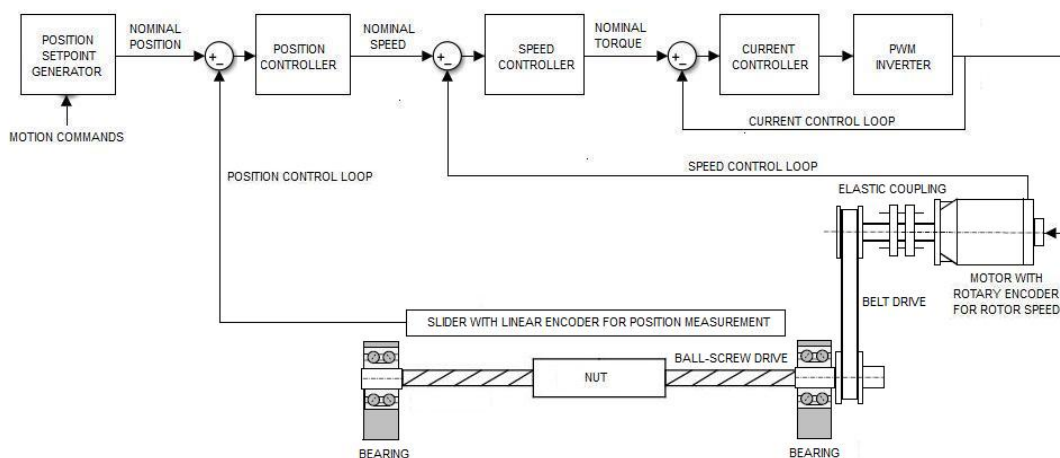 POSITION
SETPOINT
GENERATOR
NOMINAL
POSITION
+
−
POSITION
CONTROLLER
NOMINAL
SPEED
+
−
SPEED
CONTROLLER
NOMINAL
TORQUE
+
−
CURRENT
CONTROLLER
PWM
INVERTER
MOTION COMMANDS
CURRENT CONTROL LOOP
SPEED CONTROL LOOP
POSITION CONTROL LOOP
ELASTIC COUPLING
MOTOR WITH
ROTARY ENCODER
FOR ROTOR SPEED
BELT DRIVE
SLIDER WITH LINEAR ENCODER FOR POSITION MEASUREMENT
BALL-SCREW DRIVE
NUT
BEARING
BEARING